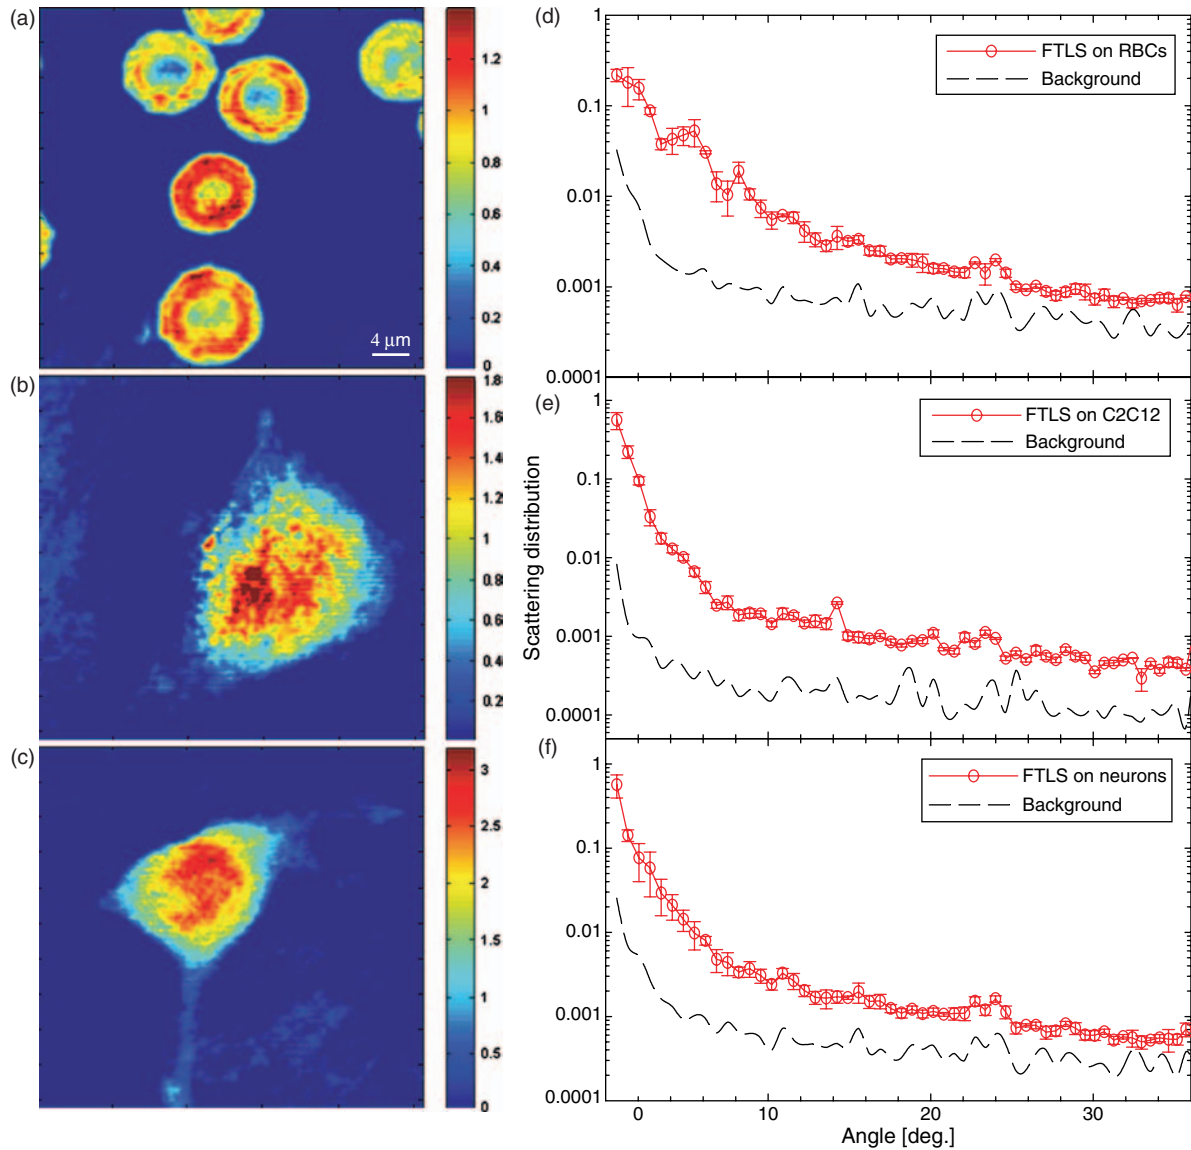 (a)
1.2
1
0.8
0.6
0.4
0.2
0
4 μm
(b)
1.8
1.6
1.4
1.2
1
0.8
0.6
0.4
0.2
(c)
3
2.5
2
1.5
1
0.5
0
Scattering distribution
(d)
1
0.1
0.01
0.001
0.0001
FTLS on RBCs
Background
(e)
1
0.1
0.01
0.001
0.0001
FTLS on C2C12
Background
(f)
1
0.1
0.01
0.001
0.0001
FTLS on neurons
Background
0 10 20 30
Angle [deg.]